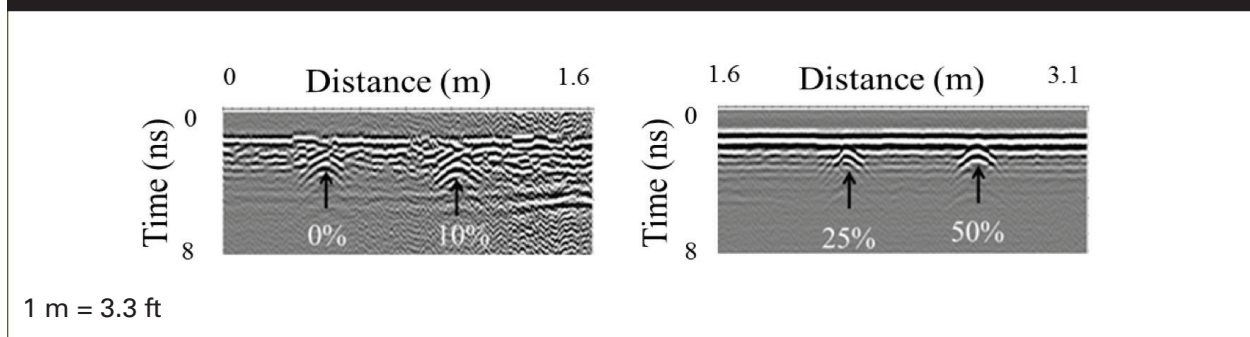 0 Distance (m) 1.6
0
Time (ns)
8
0% 10%
1.6 Distance (m) 3.1
0
Time (ns)
8
25% 50%
1 m = 3.3 ft